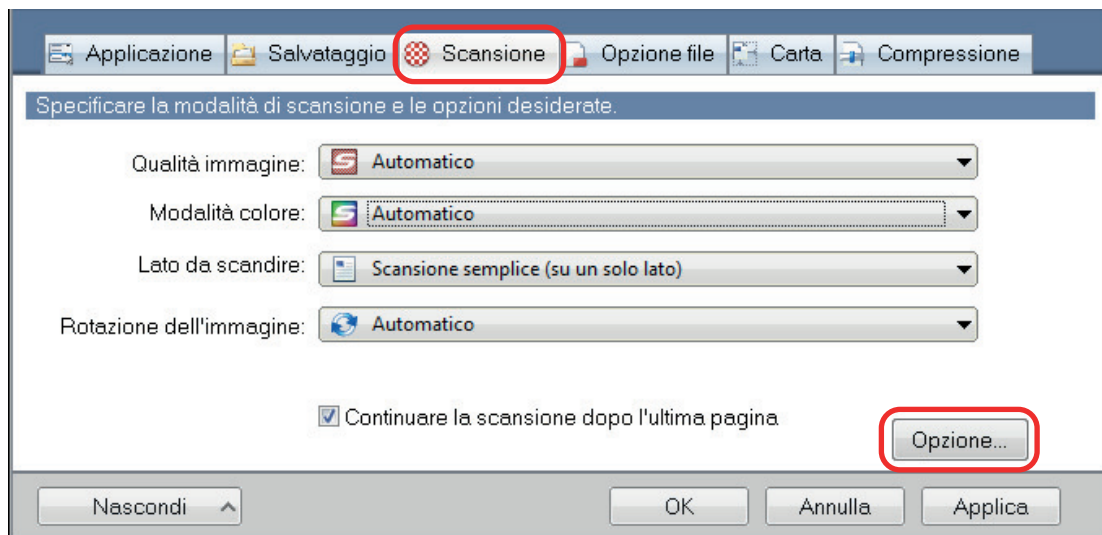 Applicazione Salvataggio Scansione Opzione file Carta Compressione
Specificare la modalità di scansione e le opzioni desiderate.
Qualità immagine: Automatico
Modalità colore: Automatico
Lato da scandire: Scansione semplice (su un solo lato)
Rotazione dell'immagine: Automatico
Continuare la scansione dopo l'ultima pagina
Opzione...
Nascondi OK Annulla Applica